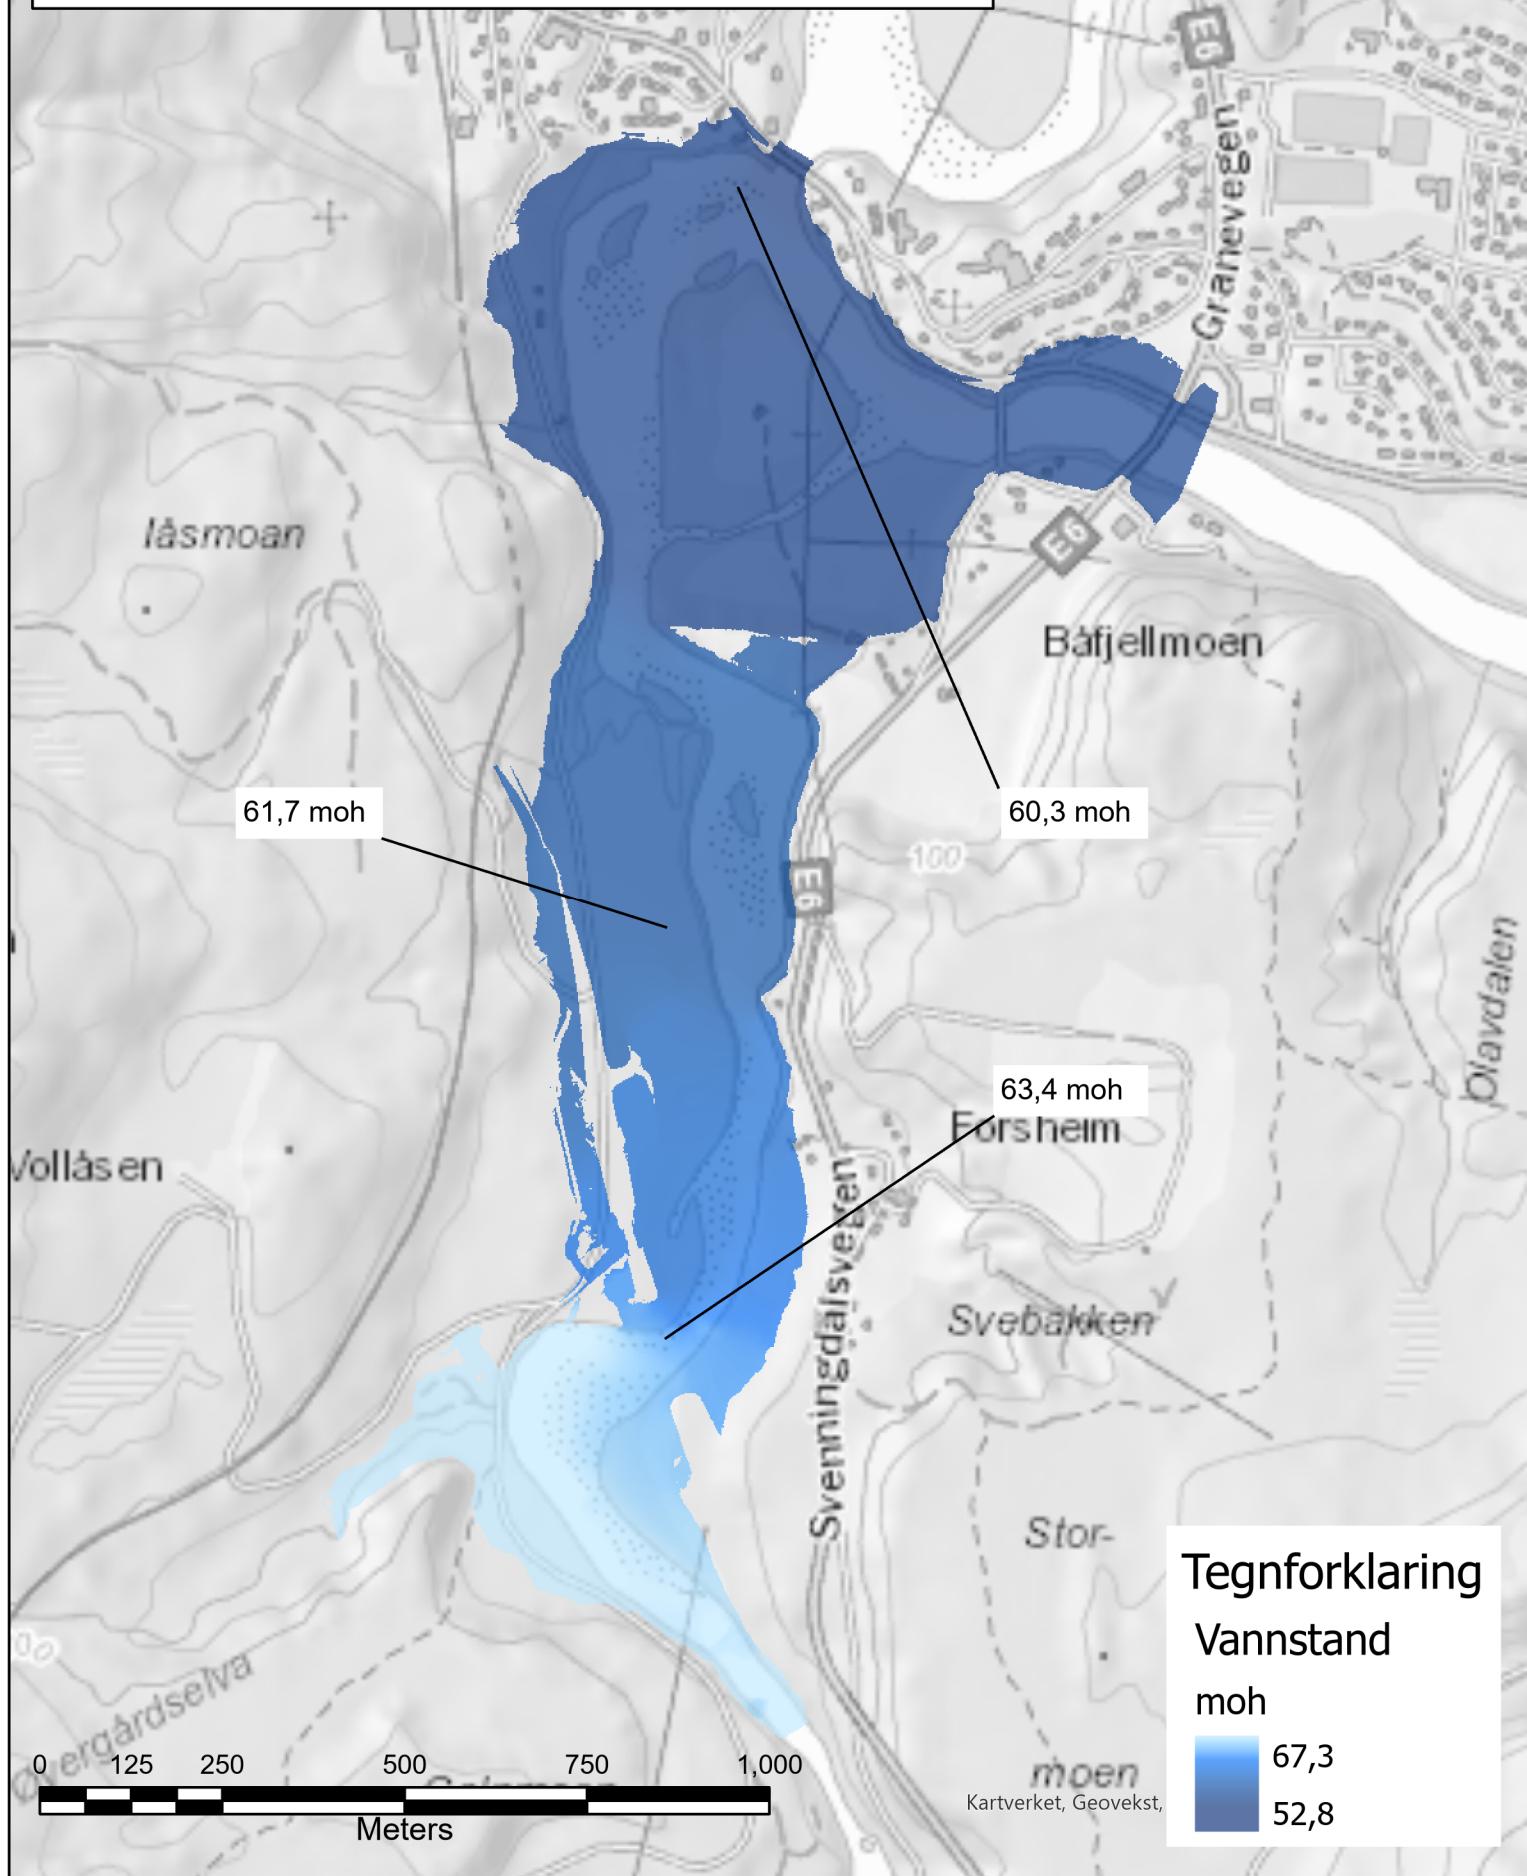 E6
Granevegen
låsmoan
E6
Båfjellmoen
61,7 moh
60,3 moh
100
E6
Olavdalen
63,4 moh
Forsheim
Vollåsen
Svenningdalsvegen
Svebakken
Stor-
moen
Tegnforklaring
Vannstand
moh
67,3
52,8
00
Øvergårdselva
0 125 250 500 750 1,000
Meters
Kartverket, Geovekst,